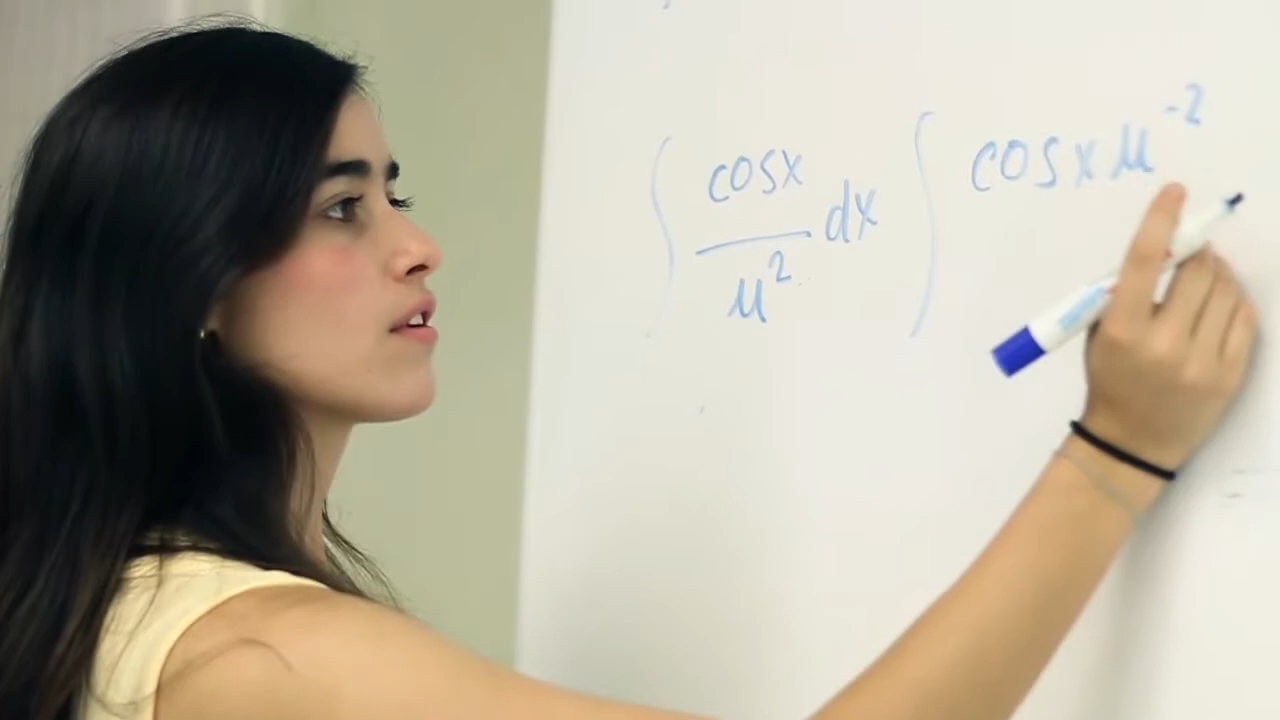 ∫ cosx/u² dx ∫ cosx u⁻²